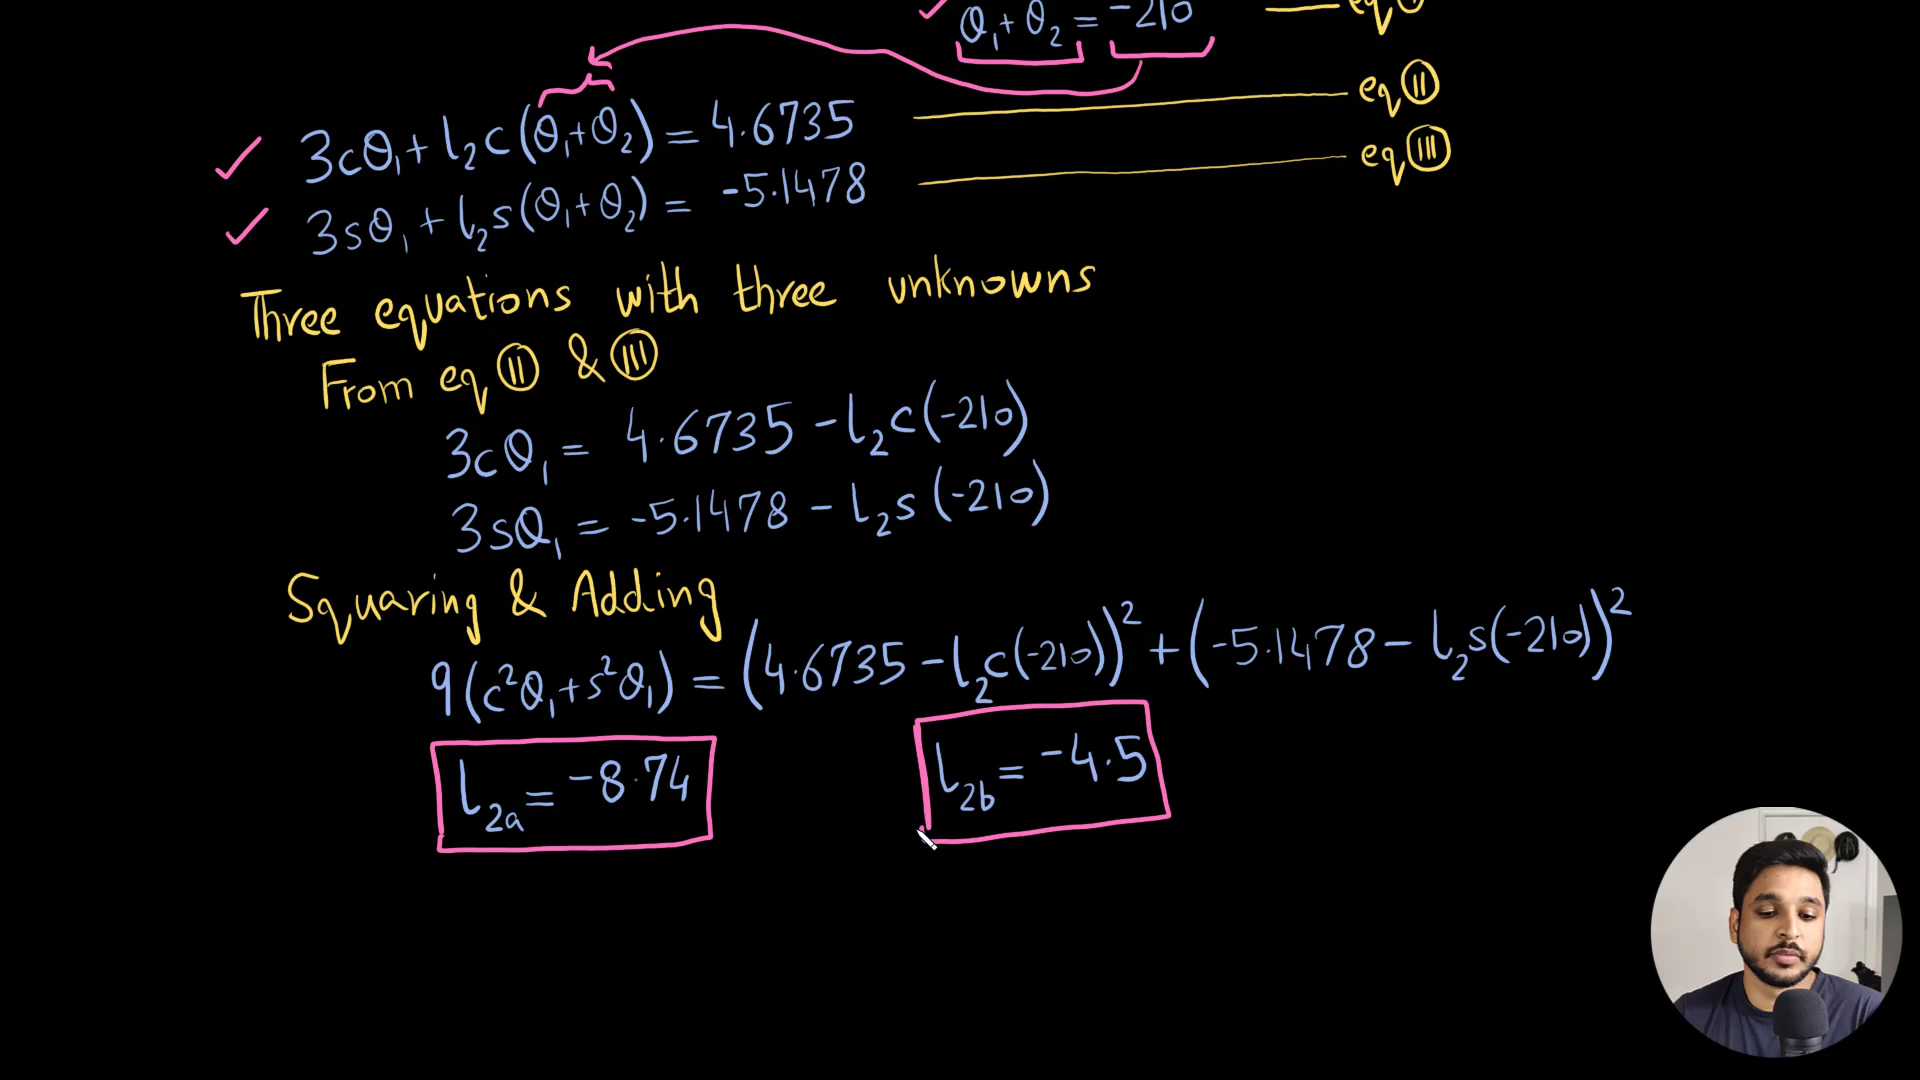 θ₁+θ₂ = -210
3cθ₁ + l₂c(θ₁+θ₂) = 4.6735 eq II
3sθ₁ + l₂s(θ₁+θ₂) = -5.1478 eq III
Three equations with three unknowns
From eq II & III
3cθ₁ = 4.6735 - l₂c(-210)
3sθ₁ = -5.1478 - l₂s(-210)
Squaring & Adding
9(c²θ₁+s²θ₁) = (4.6735 - l₂c(-210))² + (-5.1478 - l₂s(-210))²
l₂ₐ = -8.74 l₂b = -4.5